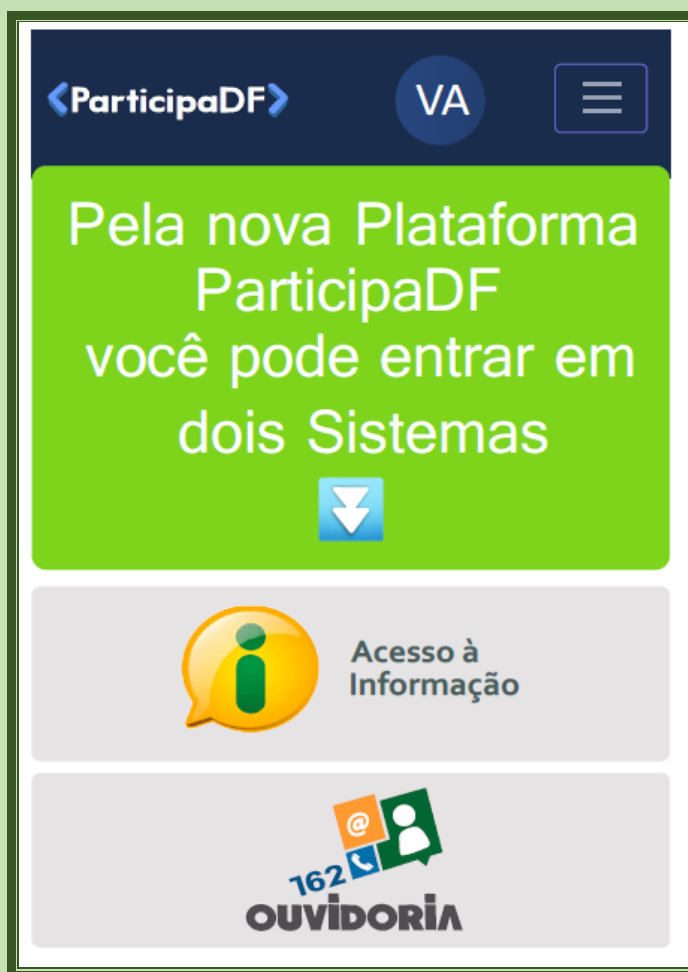 <ParticipaDF>
VA
Pela nova Plataforma
ParticipaDF
você pode entrar em
dois Sistemas
i
Acesso à
Informação
@
162
OUVIDORIA